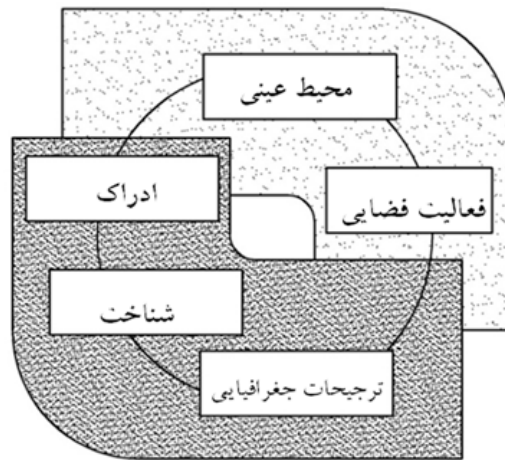 محیط عینی
فعالیت فضایی
ادراک
شناخت
ترجیحات جغرافیایی